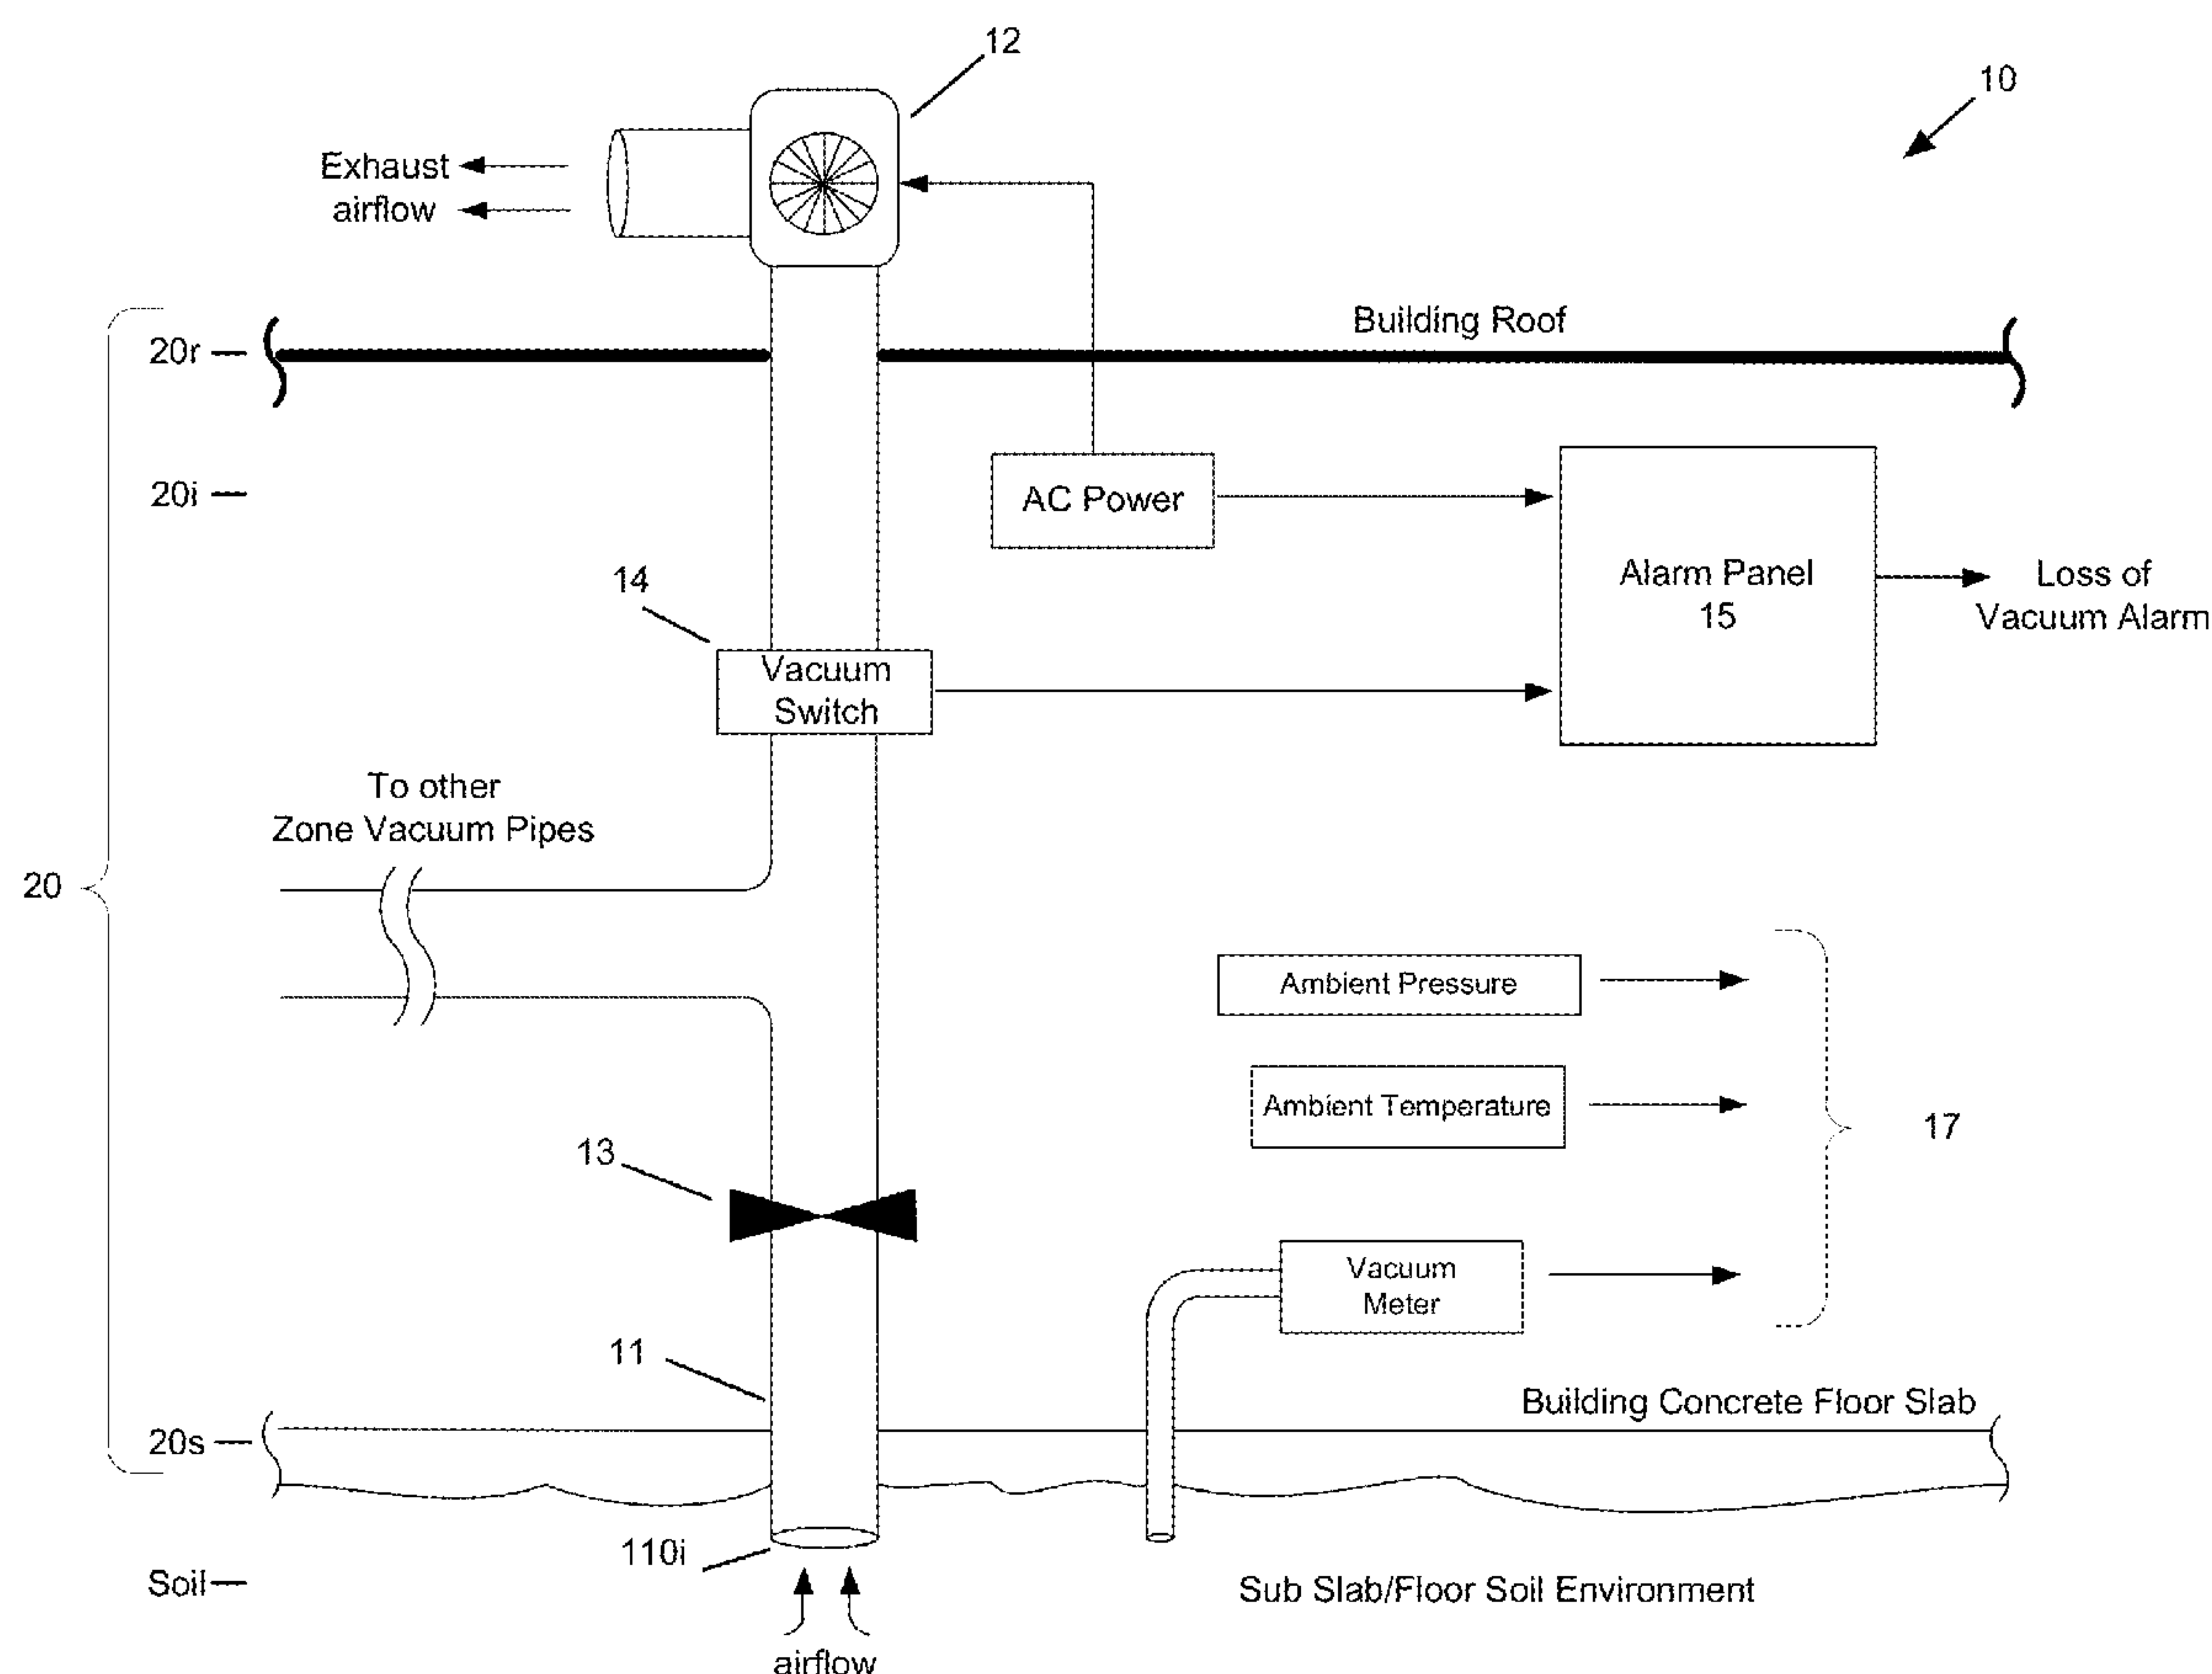 12
10
Exhaust
airflow
Building Roof
20r
20i
AC Power
Alarm Panel
15
Loss of
Vacuum Alarm
14
Vacuum
Switch
To other
Zone Vacuum Pipes
20
Ambient Pressure
Ambient Temperature
17
13
Vacuum
Meter
11
Building Concrete Floor Slab
20s
110i
Soil
Sub Slab/Floor Soil Environment
airflow